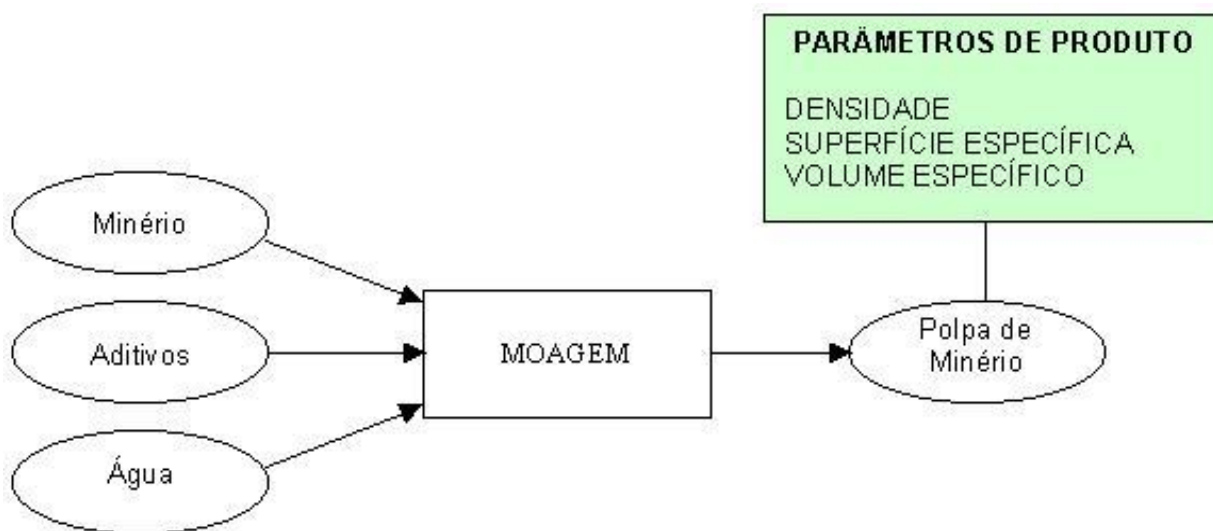 PARÂMETROS DE PRODUTO
DENSIDADE
SUPERFÍCIE ESPECÍFICA
VOLUME ESPECÍFICO
Minério
Aditivos
Água
MOAGEM
Polpa de
Minério